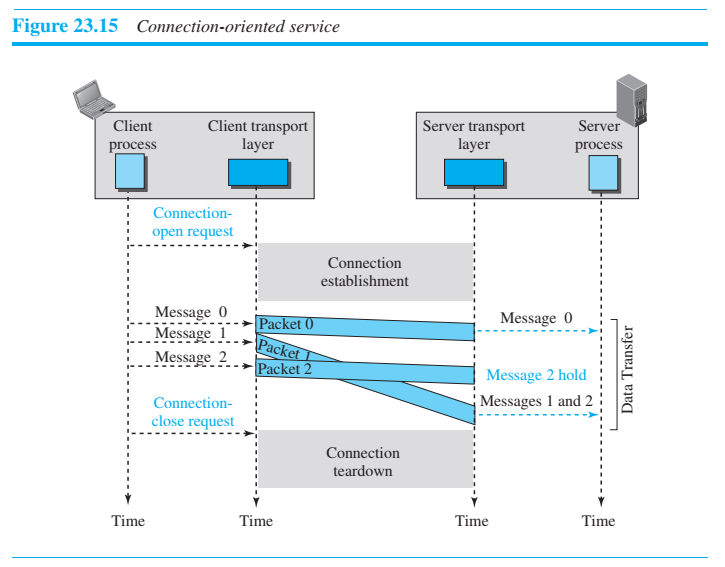 Figure 23.15 Connection-oriented service
Client
process
Client transport
layer
Server transport
layer
Server
process
Connection-
open request
Connection
establishment
Message 0
Message 1
Message 2
Packet 0
Packet 1
Packet 2
Message 0
Message 2 hold
Messages 1 and 2
Data Transfer
Connection-
close request
Connection
teardown
Time
Time
Time
Time